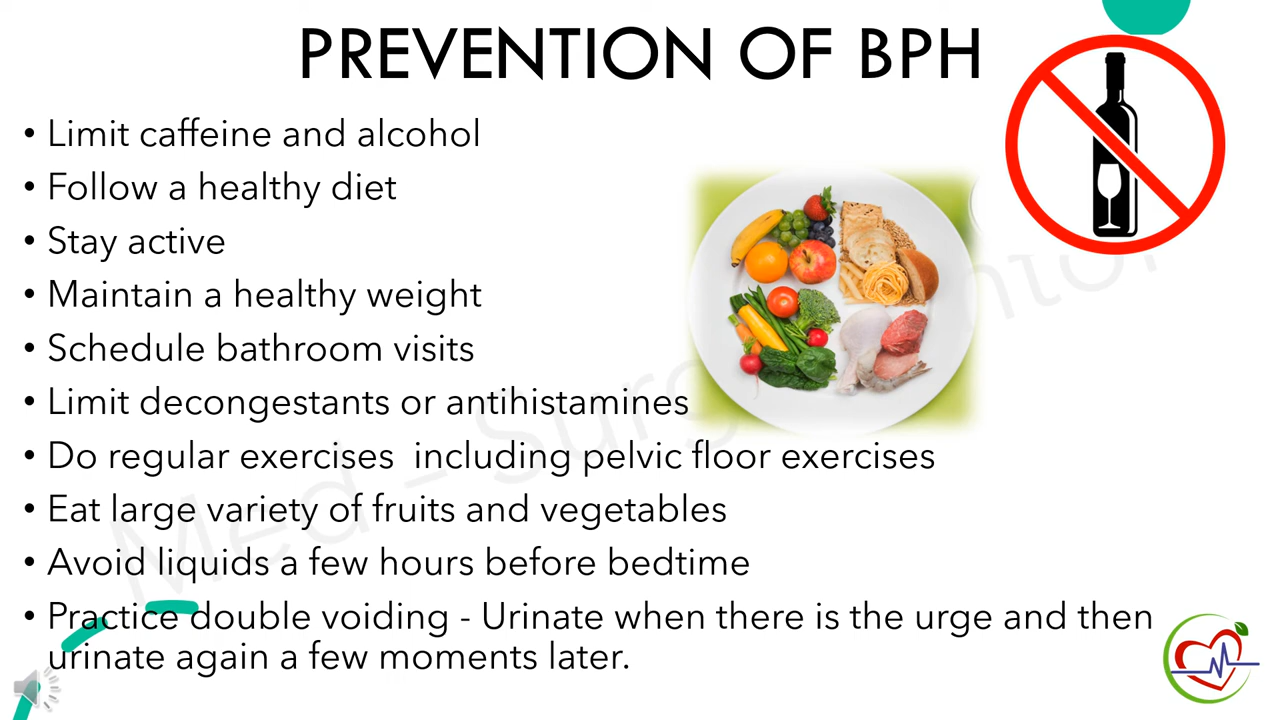 PREVENTION OF BPH
• Limit caffeine and alcohol
• Follow a healthy diet
• Stay active
• Maintain a healthy weight
• Schedule bathroom visits
• Limit decongestants or antihistamines
• Do regular exercises  including pelvic floor exercises
• Eat large variety of fruits and vegetables
• Avoid liquids a few hours before bedtime
• Practice double voiding - Urinate when there is the urge and then
urinate again a few moments later.